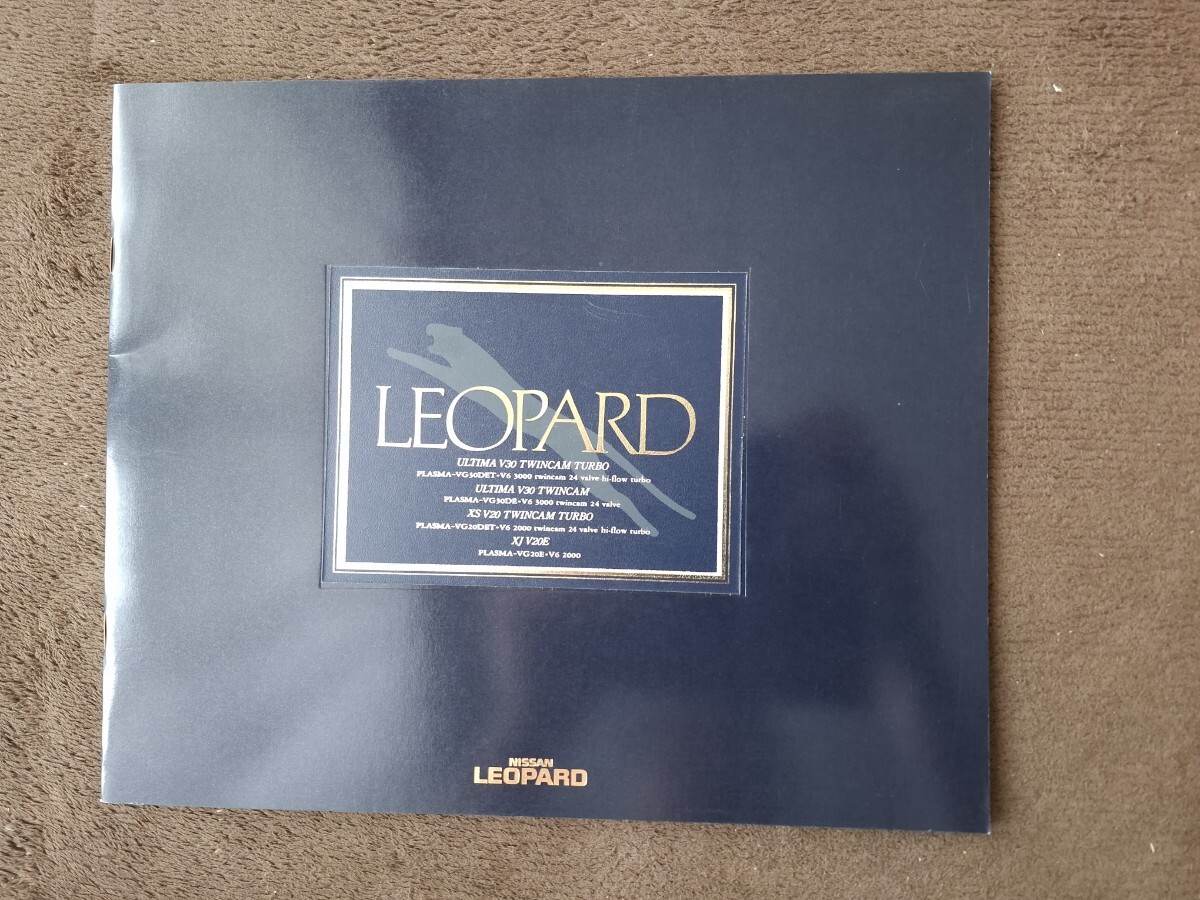 LEOPARD
ULTIMA V30 TWINCAM TURBO
PLASMA-VG30DET•V6 3000 twincam 24 valve hi-flow turbo
ULTIMA V30 TWINCAM
PLASMA-VG30DE•V6 3000 twincam 24 valve
XS V20 TWINCAM TURBO
PLASMA-VG20DET•V6 2000 twincam 24 valve hi-flow turbo
XJ V20E
PLASMA-VG20E•V6 2000
NISSAN
LEOPARD